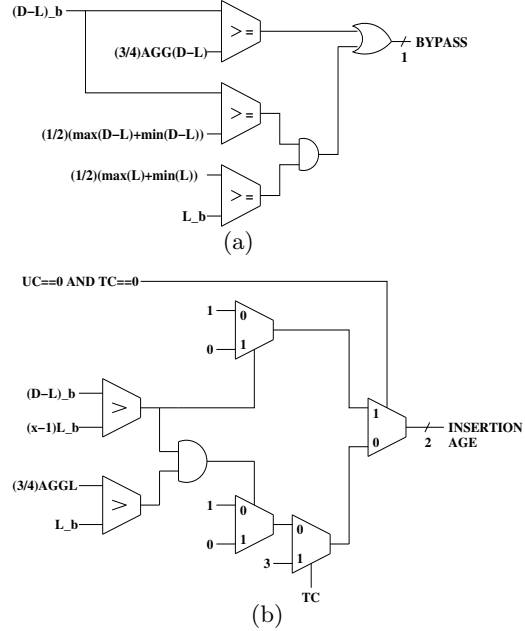 (D−L)_b
>=
(3/4)AGG(D−L)
BYPASS
1
>=
(1/2)(max(D−L)+min(D−L))
(1/2)(max(L)+min(L))
>=
L_b
(a)
UC==0 AND TC==0
1
0
0
1
(D−L)_b
>
(x−1)L_b
1
0
INSERTION
AGE
2
(3/4)AGGL
>
L_b
1
0
0
1
0
3
1
TC
(b)